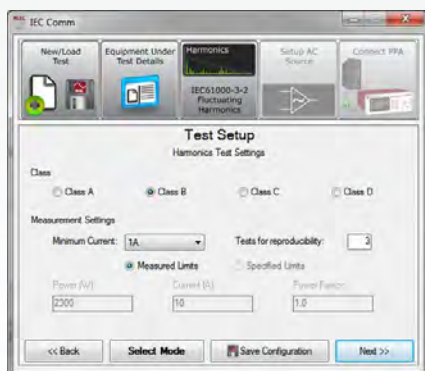 IEC Comm
New/Load
Test
Equipment Under
Test Details
Harmonics
IEC61000-3-2
Fluctuating
Harmonics
Setup AC
Source
Connect PPA
Test Setup
Harmonics Test Settings
Class
Class A
Class B
Class C
Class D
Measurement Settings
Minimum Current: 1A
Tests for reproducibility: 3
Measured Limits
Specified Limits
Power (W)
Current (A)
Power Factor
2300
10
1.0
<< Back
Select Mode
Save Configuration
Next >>